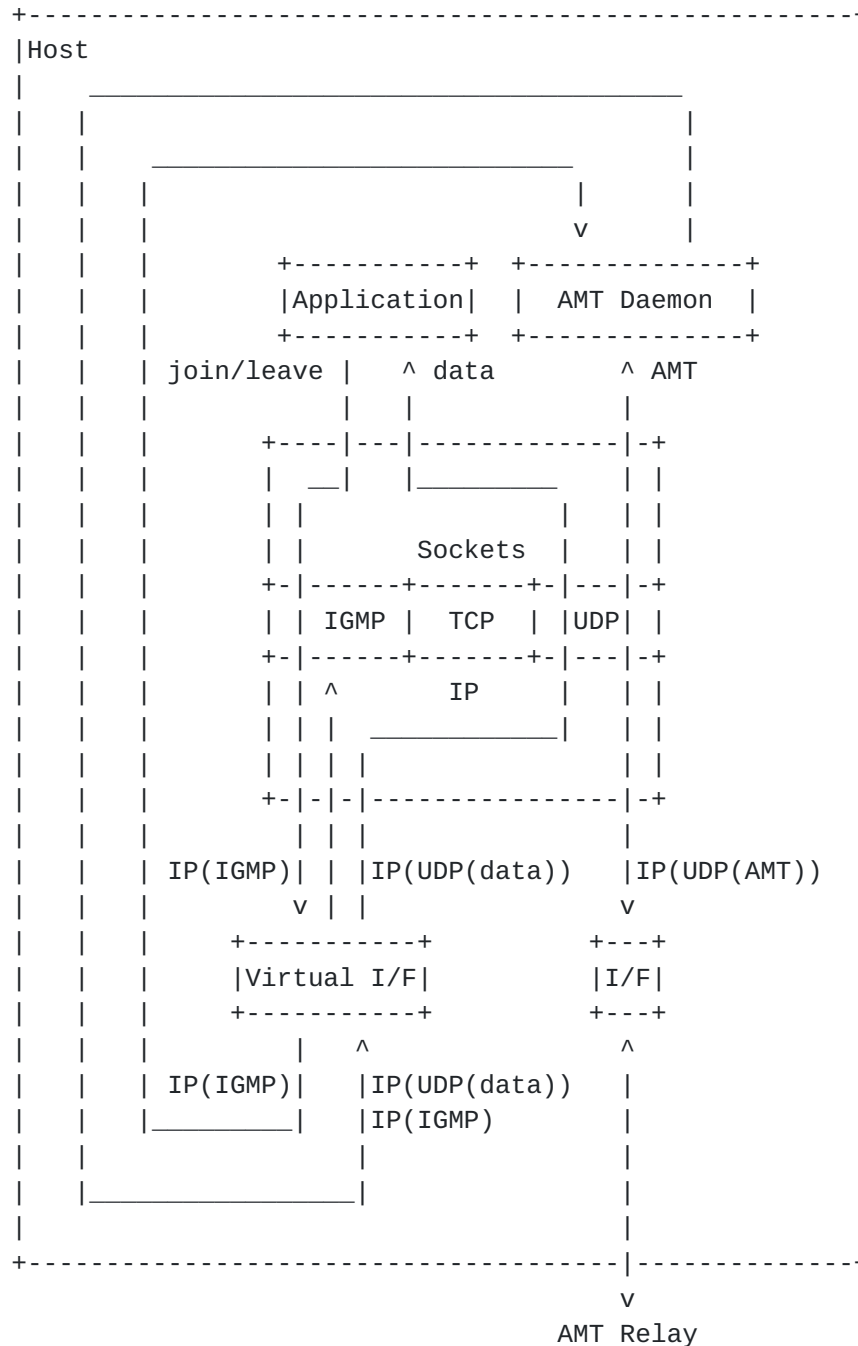 Host
Application AMT Daemon
join/leave data AMT
Sockets
IGMP TCP UDP
IP
IP(IGMP) IP(UDP(data)) IP(UDP(AMT))
Virtual I/F I/F
IP(IGMP) IP(UDP(data))
IP(IGMP)
AMT Relay